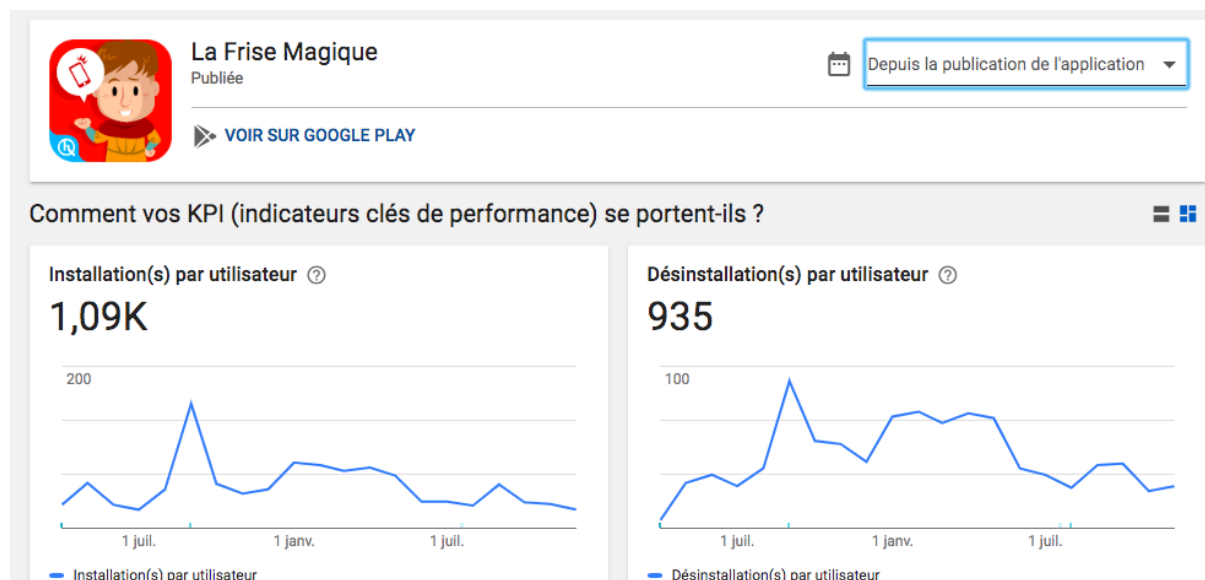 La Frise Magique
Publiée
Depuis la publication de l'application
VOIR SUR GOOGLE PLAY
Comment vos KPI (indicateurs clés de performance) se portent-ils ?
Installation(s) par utilisateur ?
1,09K
200
1 juil.
1 janv.
1 juil.
Installation(s) par utilisateur
Désinstallation(s) par utilisateur ?
935
100
1 juil.
1 janv.
1 juil.
Désinstallation(s) par utilisateur